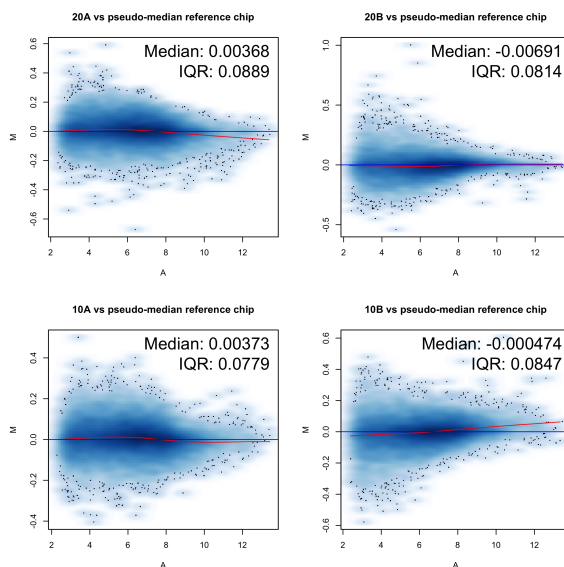 20A vs pseudo-median reference chip
Median: 0.00368
IQR: 0.0889
M
0.6
0.4
0.2
0.0
-0.2
-0.4
-0.6
2 4 6 8 10 12
A
20B vs pseudo-median reference chip
Median: -0.00691
IQR: 0.0814
M
1.0
0.5
0.0
-0.5
2 4 6 8 10 12
A
10A vs pseudo-median reference chip
Median: 0.00373
IQR: 0.0779
M
0.4
0.2
0.0
-0.2
-0.4
2 4 6 8 10 12
A
10B vs pseudo-median reference chip
Median: -0.000474
IQR: 0.0847
M
0.6
0.4
0.2
0.0
-0.2
-0.4
-0.6
2 4 6 8 10 12
A